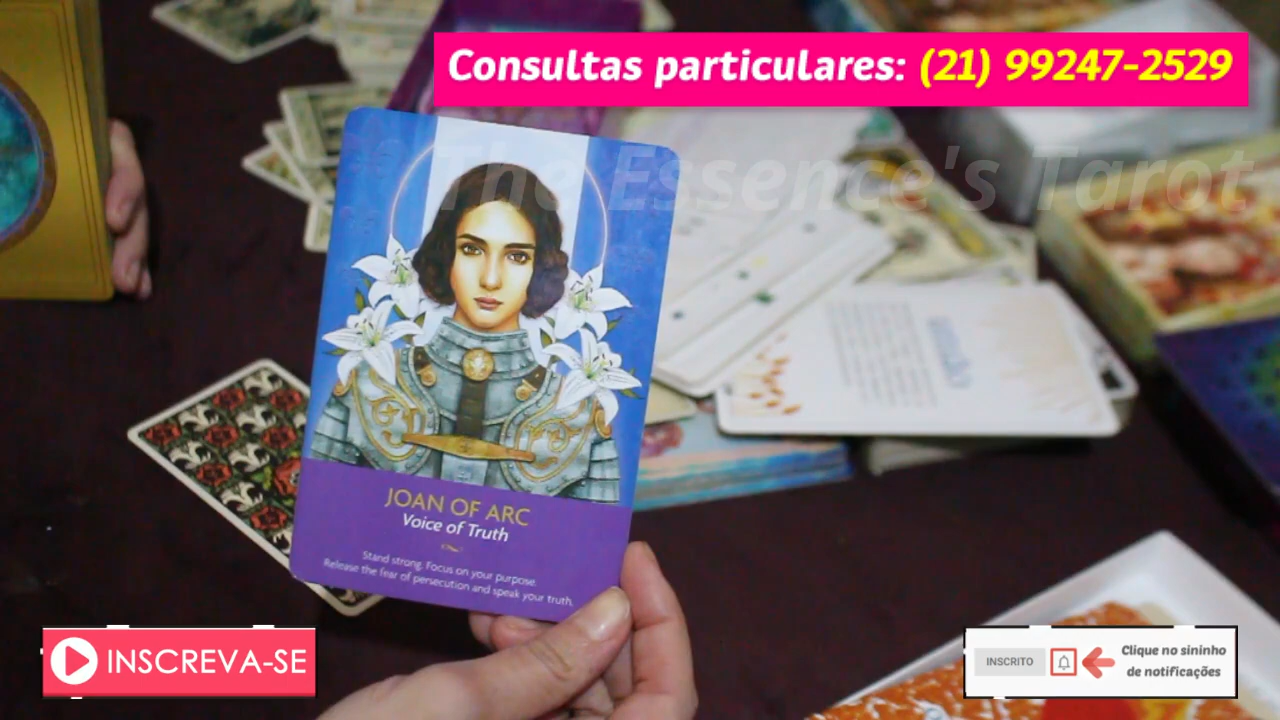 Consultas particulares: (21) 99247-2529
The Essence's Tarot
JOAN OF ARC
Voice of Truth
Stand strong. Focus on your purpose.
Release the fear of persecution and speak your truth.
INSCREVA-SE
INSCRITO
Clique no sininho
de notificações